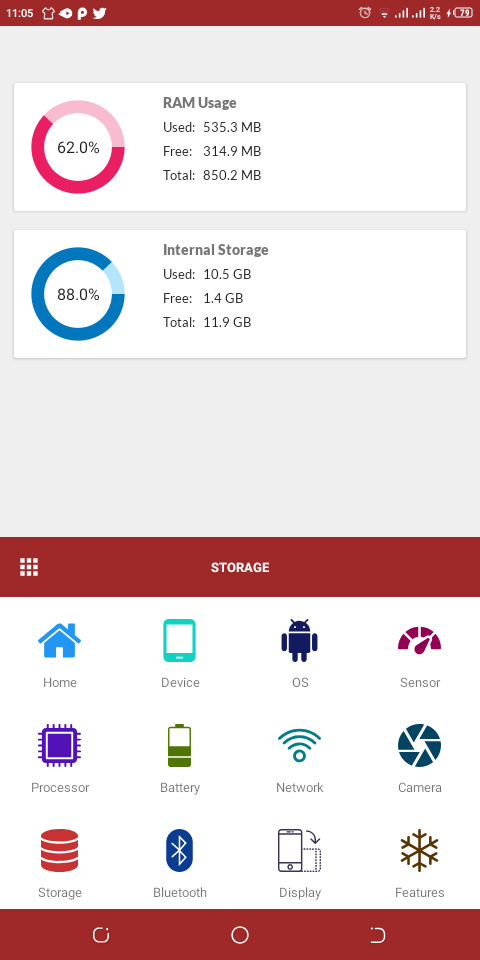 11:05
2.2 K/s
79
RAM Usage
62.0%
Used: 535.3 MB
Free: 314.9 MB
Total: 850.2 MB
Internal Storage
88.0%
Used: 10.5 GB
Free: 1.4 GB
Total: 11.9 GB
STORAGE
Home Device OS Sensor
Processor Battery Network Camera
Storage Bluetooth Display Features